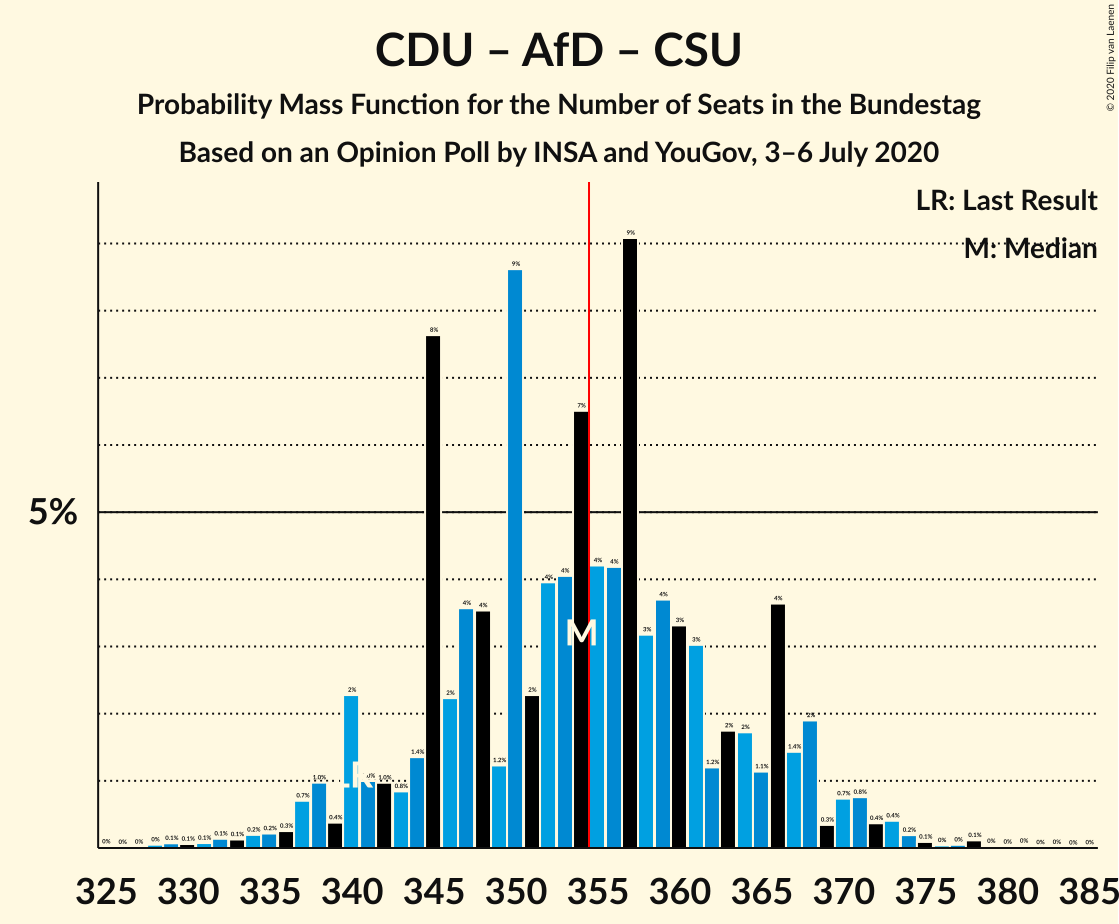 CDU – AfD – CSU
Probability Mass Function for the Number of Seats in the Bundestag
Based on an Opinion Poll by INSA and YouGov, 3–6 July 2020
© 2020 Filip van Laenen
LR: Last Result
M: Median
5%
0% 0% 0% 0% 0.1% 0.1% 0.1% 0.1% 0.1% 0.2% 0.2% 0.3% 0.7% 1.0% 0.4% 2% 1.0% 0.8% 1.4% 8% 2% 4% 4% 1.2% 9% 2% 4% 4% 7% 4% 4% 9% 3% 4% 3% 3% 1.2% 2% 2% 1.1% 4% 1.4% 2% 0.3% 0.7% 0.8% 0.4% 0.4% 0.2% 0.1% 0% 0% 0.1% 0% 0% 0% 0% 0% 0% 0%
LR
M
325 330 335 340 345 350 355 360 365 370 375 380 385